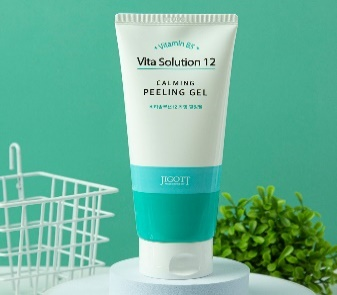 Vitamin B5
Vita Solution 12
CALMING
PEELING GEL
JIGOTT